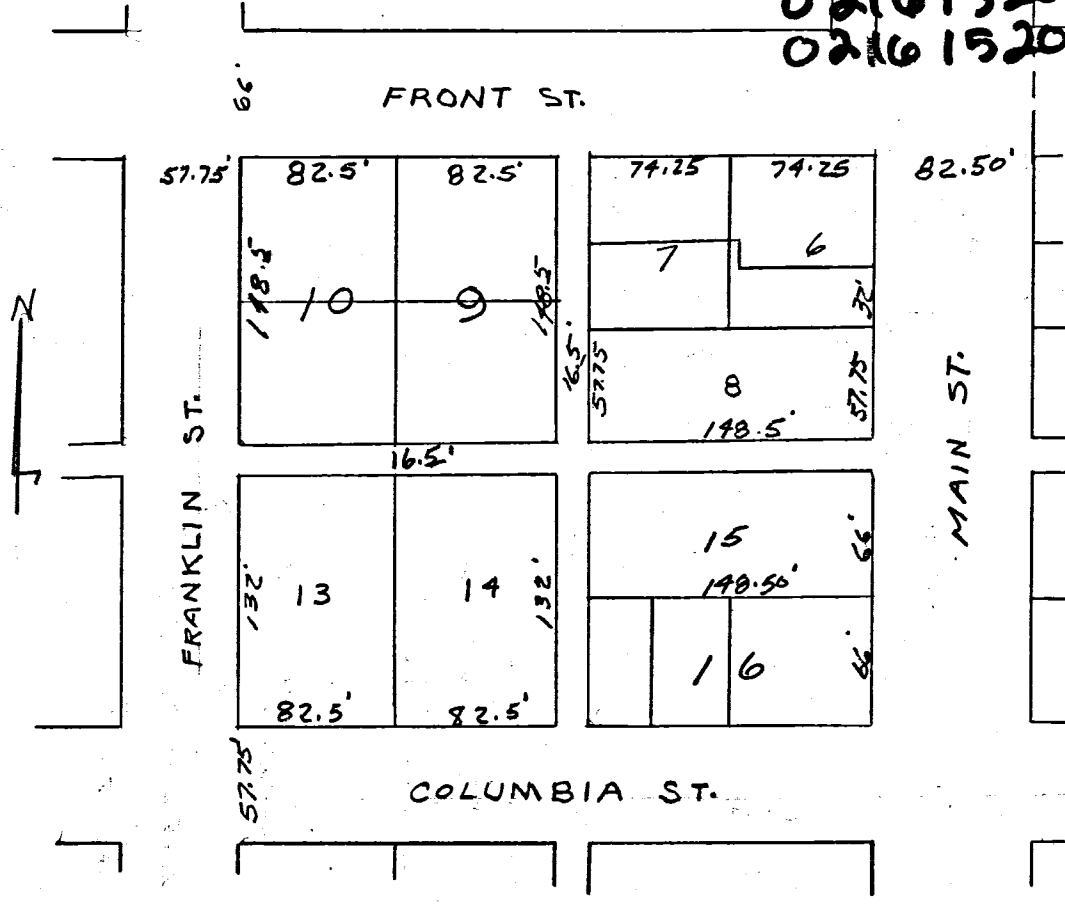 0216 1520
66'
FRONT ST.
57.75' 82.5' 82.5' 74.25 74.25 82.50'
N
148.5 10 9 148.5 7 6 32'
16.5' 57.75 8 57.75
148.5'
16.5'
FRANKLIN ST.
MAIN ST.
132' 13 14 132' 15 66'
148.50'
16 66'
82.5' 82.5'
57.75'
COLUMBIA ST.